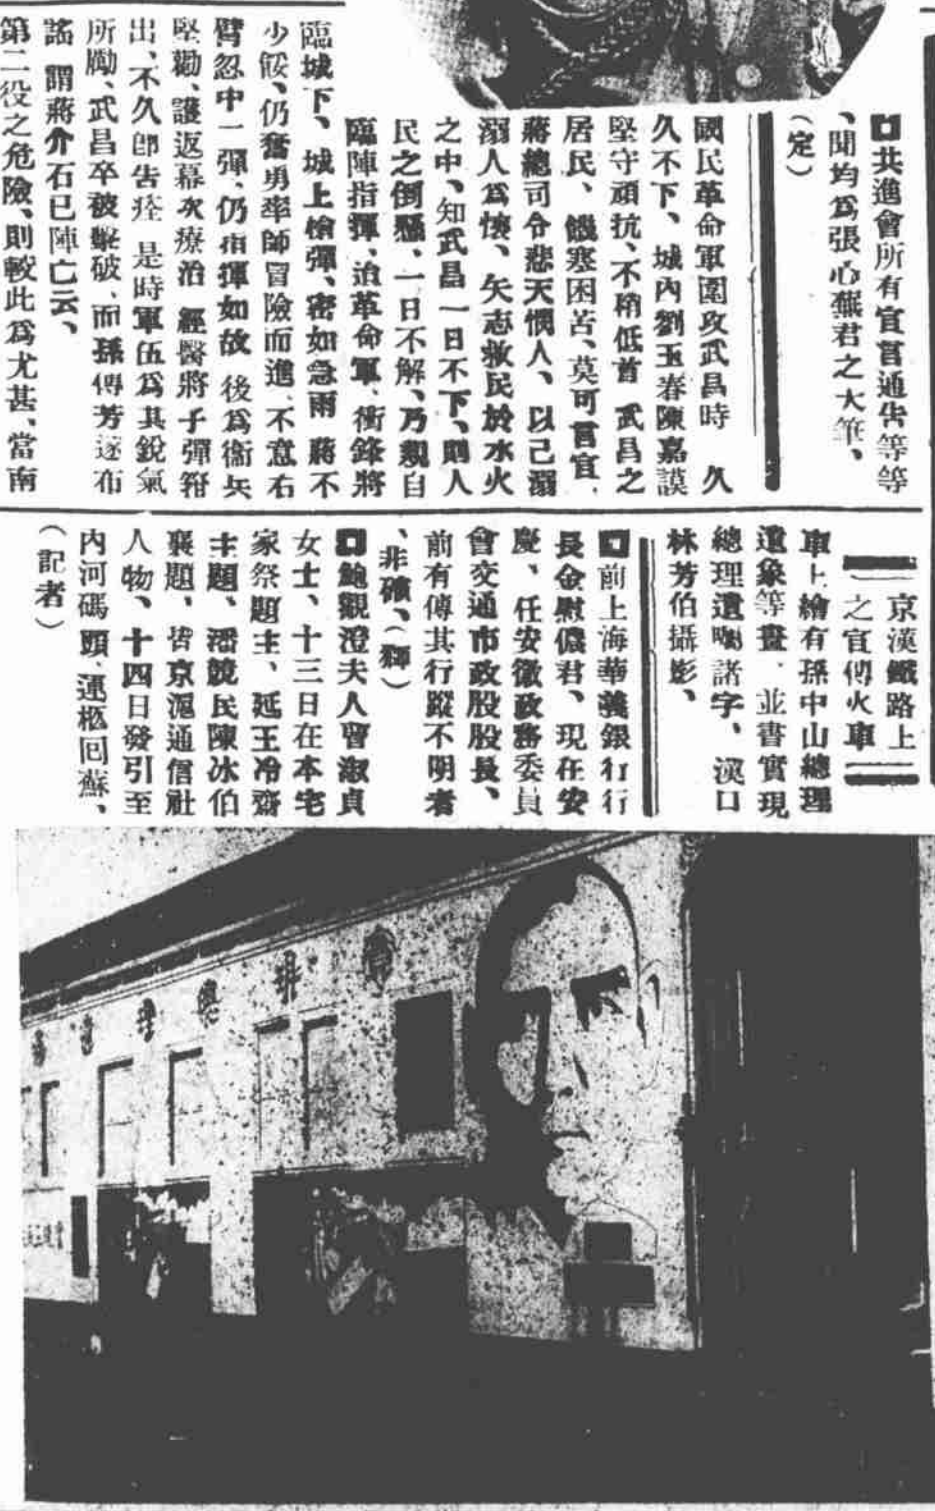 口共進會所有宣言通告等等
、聞均爲張心蕪君之大筆、
(定)
國民革命軍圍攻武昌時　久
久不下、城内劉玉春陳嘉謨
堅守頑抗、不稍低首　武昌之
居民、饑寒困苦、莫可言宣、
蔣總司令悲天憫人、以己溺
溺人爲懷、矢志救民於水火
之中、知武昌一日不下、則人
民之倒懸、一日不解、乃親自
臨陣指揮、迨革命軍、衝鋒將
臨城下、城上槍彈、密如急雨　蔣不
少餒、仍奮勇率師冒險而進、不意右
臂忽中一彈、仍指揮如故　後爲衞兵
堅勸、護返幕次療治　經醫將子彈箝
出、不久卽吿痊　是時軍伍爲其銳氣
所勵、武昌卒被擊破、而孫傳芳遂布
謠　謂蔣介石已陣亡云、
第二役之危險、則較此爲尤甚、當南
京漢鐵路上
之宣傳火車
車上繪有孫中山總理
遺象等畫、並書實現
總理遺囑諸字、漢口
林芳伯攝影、
口前上海華義銀行行
長金慰儂君、現在安
慶、任安徽政務委員
會交通市政股股長、
前有傳其行蹤不明者
、非礦、(獅)
口鮑觀澄夫人曾淑貞
女士、十三日在本宅
家祭題主、延王冷齋
主題、潘競民陳冰伯
襄題、皆京滬通信社
人物、十四日發引至
内河碼頭、運柩回蘇、
(記者)
實現與理